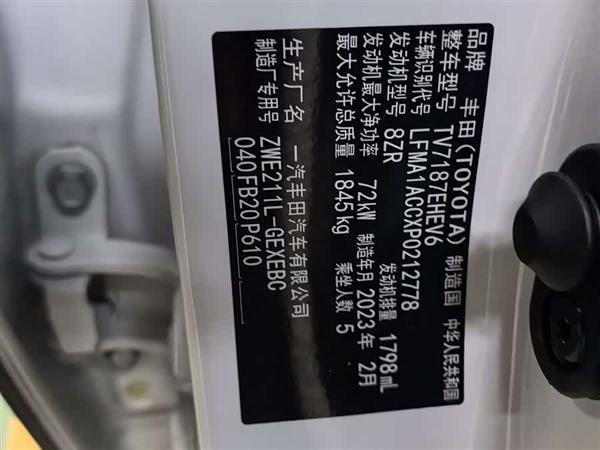 品牌 丰田(TOYOTA) 制造国 中华人民共和国
整车型号 TV7187EHEV6
车辆识别代号 LFMA1ACCXP0212778
发动机型号 8ZR 发动机排量 1798mL
发动机最大净功率 72kW 制造年月 2023年 2月
最大允许总质量 1845kg 乘坐人数 5
生产厂名 一汽丰田汽车有限公司
制造厂专用号 ZWE211L-GEXEBC
040TFB20P610